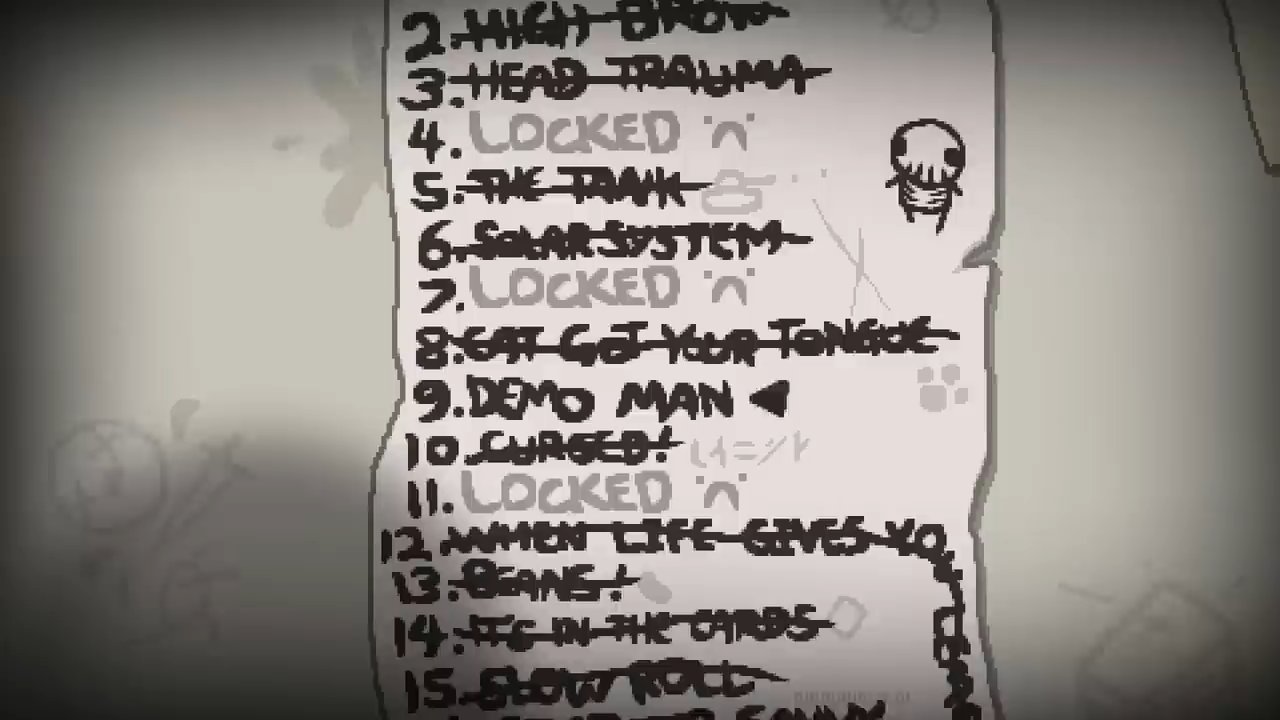 2. HIGH BROW
3. HEAD TRAUMA
4. LOCKED
5. THE TANK
6. SOLAR SYSTEM
7. LOCKED
8. CAT GOT YOUR TONGUE
9. DEMO MAN
10. CURSED!
11. LOCKED
12 WHEN LIFE GIVES YOU
13. BEANS!
14. IT'S IN THE CARDS
15. SLOW ROLL